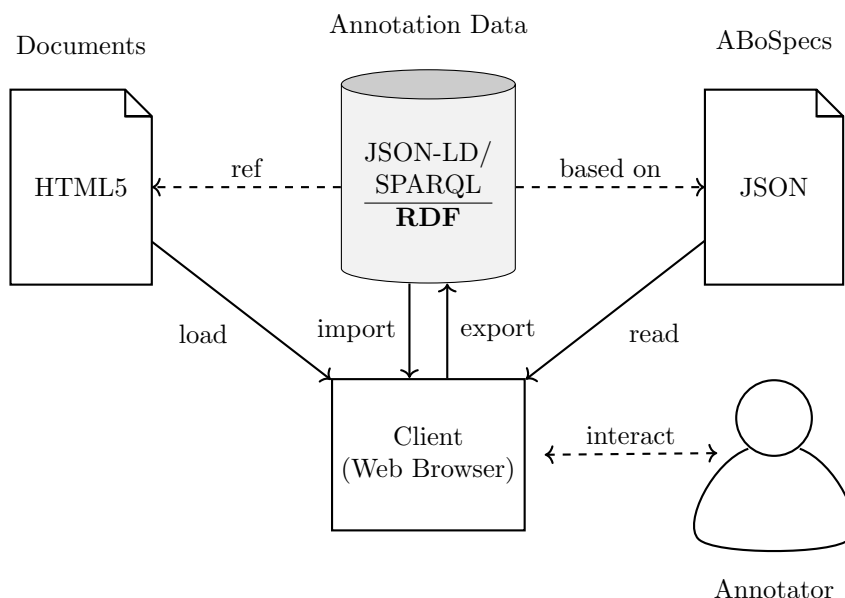 Documents
Annotation Data
ABoSpecs
HTML5
ref
JSON-LD/
SPARQL
RDF
based on
JSON
load
import
export
read
Client
(Web Browser)
interact
Annotator